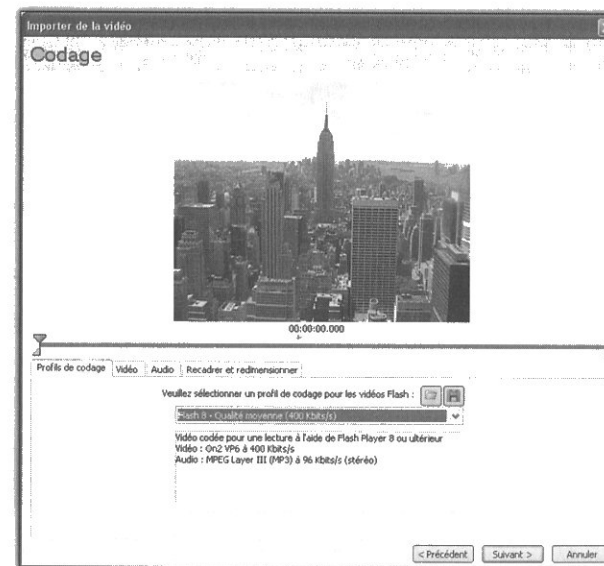 Importer de la vidéo
Codage
00:00:00.000
Profils de codage Vidéo Audio Recadrer et redimensionner
Veuillez sélectionner un profil de codage pour les vidéos Flash :
Flash 8 - Qualité moyenne (400 Kbits/s)
Vidéo codée pour une lecture à l'aide de Flash Player 8 ou ultérieur
Vidéo : On2 VP6 à 400 Kbits/s
Audio : MPEG Layer III (MP3) à 96 Kbits/s (stéréo)
< Précédent Suivant > Annuler